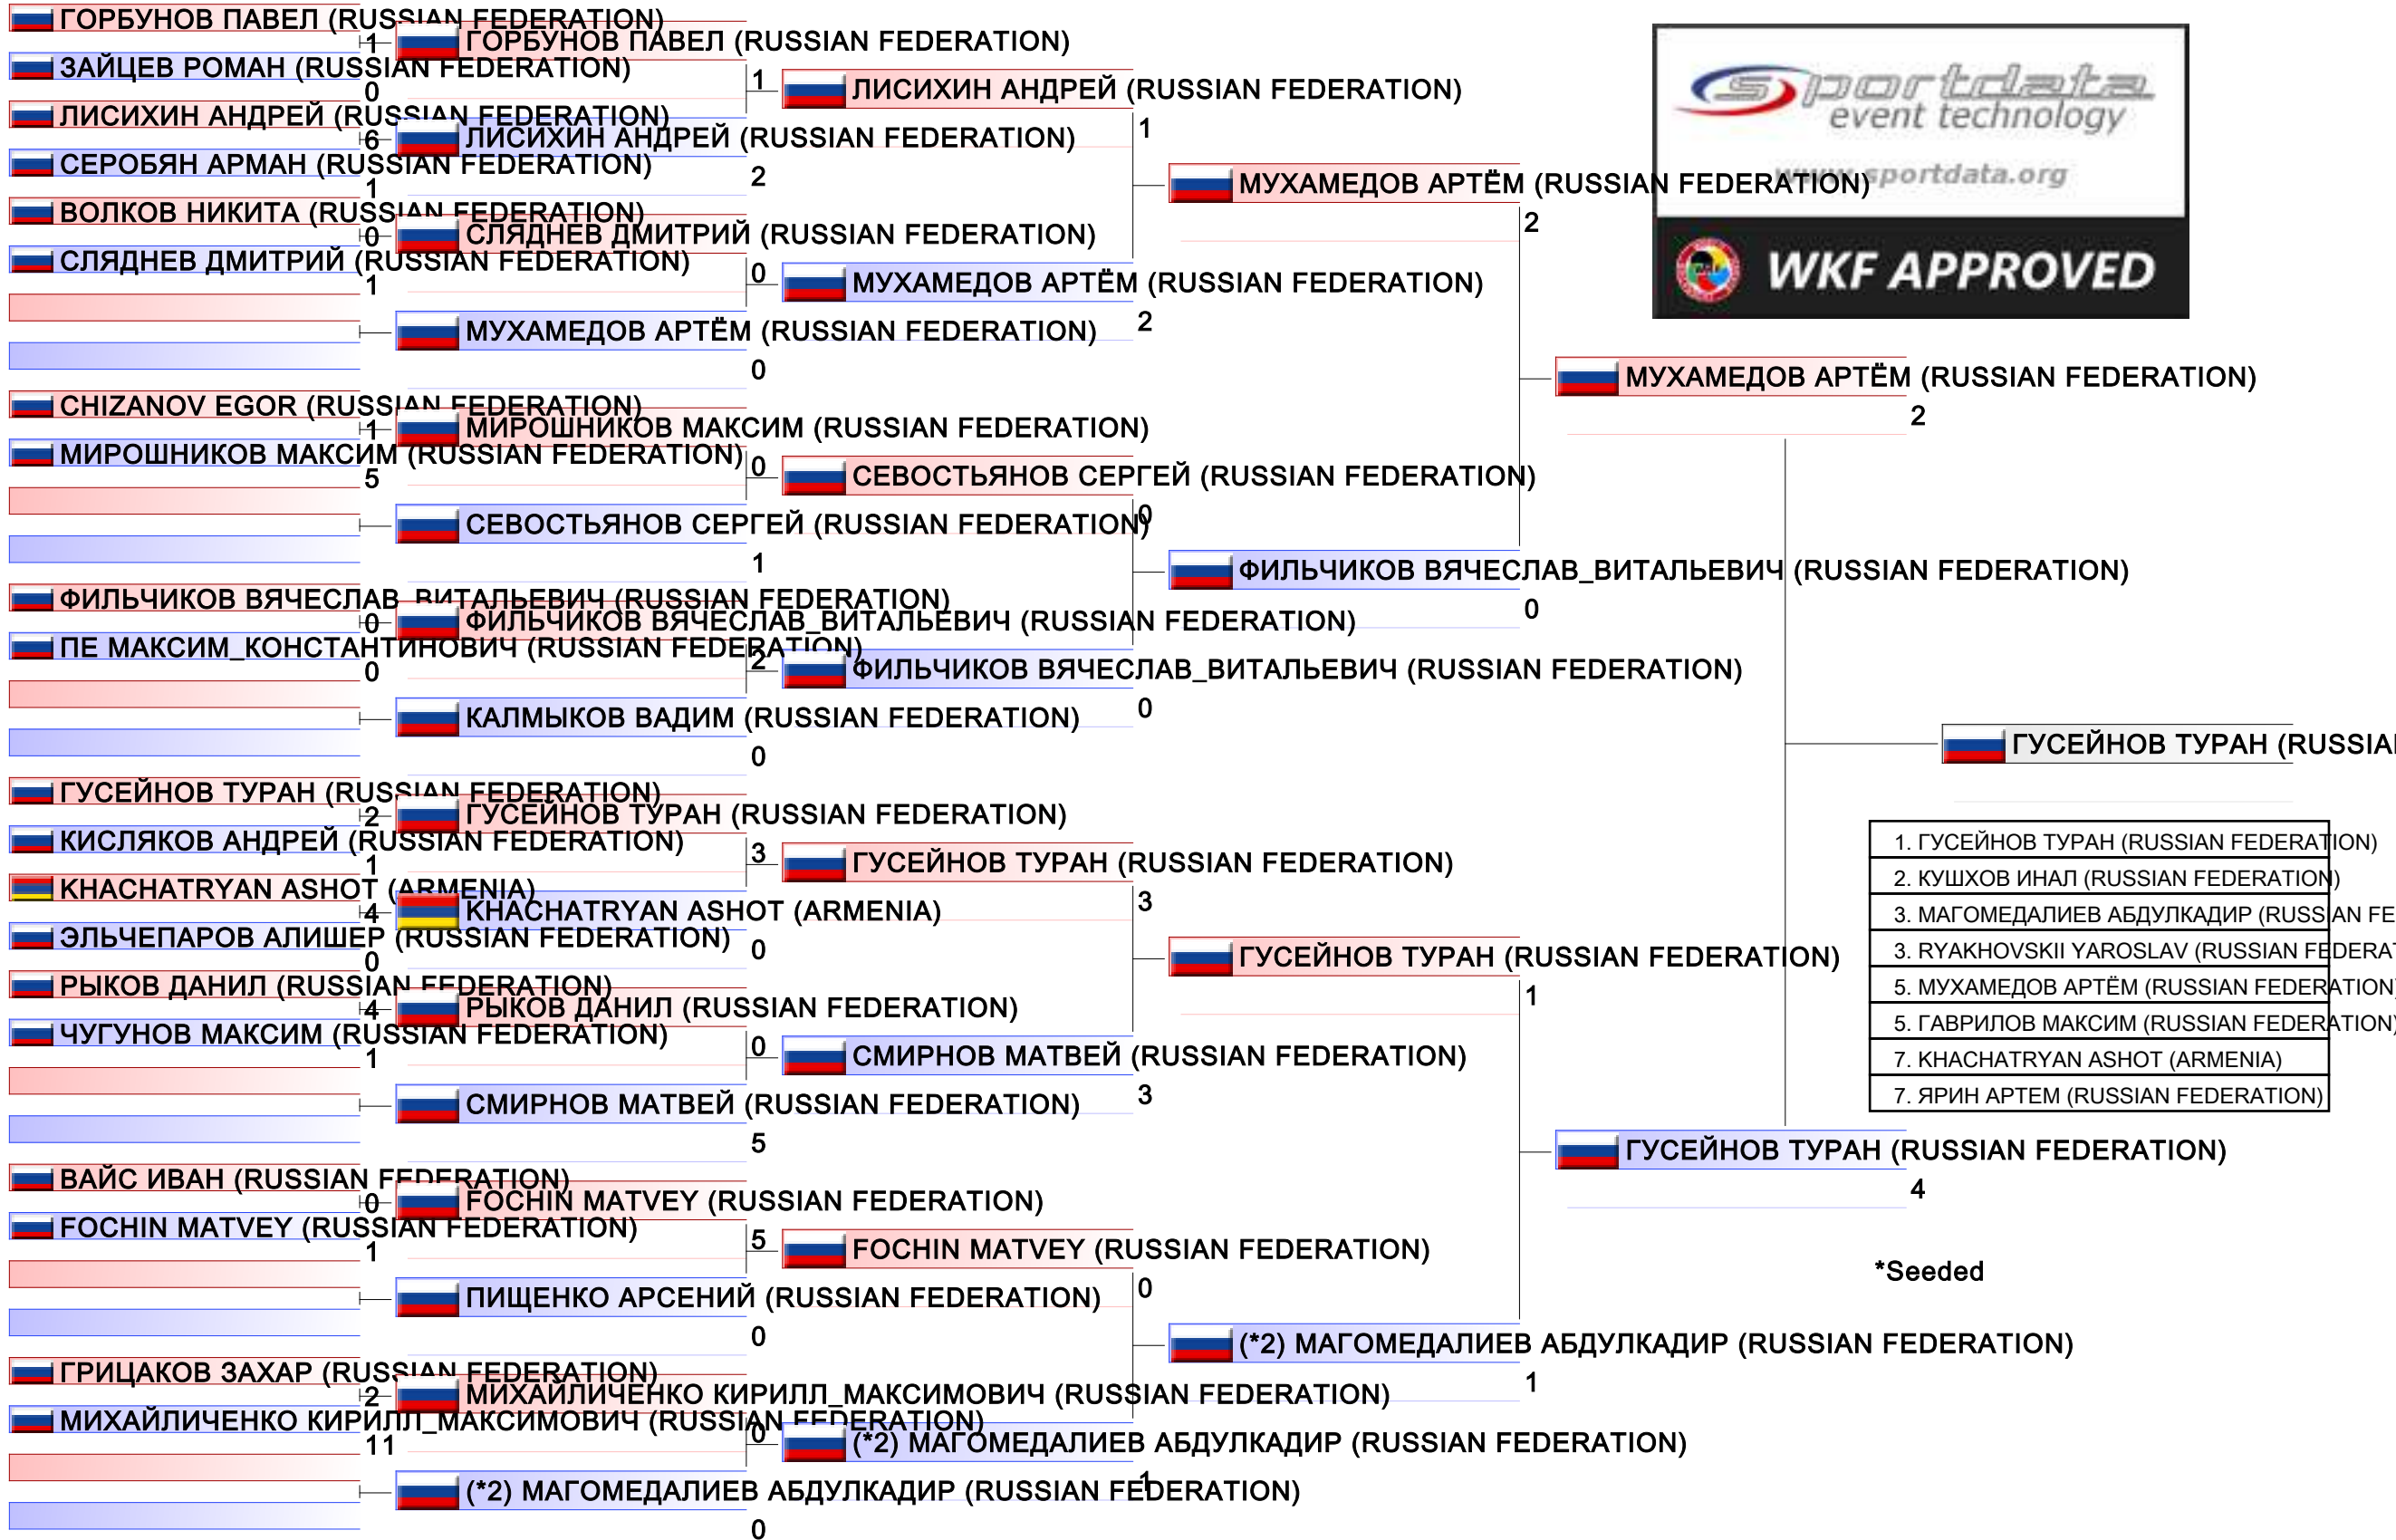 ГОРБУНОВ ПАВЕЛ (RUSSIAN FEDERATION)
1
ЗАЙЦЕВ РОМАН (RUSSIAN FEDERATION)
0
ЛИСИХИН АНДРЕЙ (RUSSIAN FEDERATION)
6
СЕРОБЯН АРМАН (RUSSIAN FEDERATION)
1
ВОЛКОВ НИКИТА (RUSSIAN FEDERATION)
0
СЛЯДНЕВ ДМИТРИЙ (RUSSIAN FEDERATION)
1
CHIZANOV EGOR (RUSSIAN FEDERATION)
1
МИРОШНИКОВ МАКСИМ (RUSSIAN FEDERATION)
5
ФИЛЬЧИКОВ ВЯЧЕСЛАВ_ВИТАЛЬЕВИЧ (RUSSIAN FEDERATION)
0
ПЕ МАКСИМ_КОНСТАНТИНОВИЧ (RUSSIAN FEDERATION)
0
ГУСЕЙНОВ ТУРАН (RUSSIAN FEDERATION)
2
КИСЛЯКОВ АНДРЕЙ (RUSSIAN FEDERATION)
1
KHACHATRYAN ASHOT (ARMENIA)
4
ЭЛЬЧЕПАРОВ АЛИШЕР (RUSSIAN FEDERATION)
0
РЫКОВ ДАНИЛ (RUSSIAN FEDERATION)
4
ЧУГУНОВ МАКСИМ (RUSSIAN FEDERATION)
1
ВАЙС ИВАН (RUSSIAN FEDERATION)
0
FOCHIN MATVEY (RUSSIAN FEDERATION)
1
ГРИЦАКОВ ЗАХАР (RUSSIAN FEDERATION)
2
МИХАЙЛИЧЕНКО КИРИЛЛ_МАКСИМОВИЧ (RUSSIAN FEDERATION)
11
ГОРБУНОВ ПАВЕЛ (RUSSIAN FEDERATION)
1
ЛИСИХИН АНДРЕЙ (RUSSIAN FEDERATION)
2
СЛЯДНЕВ ДМИТРИЙ (RUSSIAN FEDERATION)
0
МУХАМЕДОВ АРТЁМ (RUSSIAN FEDERATION)
0
МИРОШНИКОВ МАКСИМ (RUSSIAN FEDERATION)
0
СЕВОСТЬЯНОВ СЕРГЕЙ (RUSSIAN FEDERATION)
1
ФИЛЬЧИКОВ ВЯЧЕСЛАВ_ВИТАЛЬЕВИЧ (RUSSIAN FEDERATION)
2
КАЛМЫКОВ ВАДИМ (RUSSIAN FEDERATION)
0
ГУСЕЙНОВ ТУРАН (RUSSIAN FEDERATION)
3
KHACHATRYAN ASHOT (ARMENIA)
0
РЫКОВ ДАНИЛ (RUSSIAN FEDERATION)
0
СМИРНОВ МАТВЕЙ (RUSSIAN FEDERATION)
5
FOCHIN MATVEY (RUSSIAN FEDERATION)
5
ПИЩЕНКО АРСЕНИЙ (RUSSIAN FEDERATION)
0
МИХАЙЛИЧЕНКО КИРИЛЛ_МАКСИМОВИЧ (RUSSIAN FEDERATION)
0
(*2) МАГОМЕДАЛИЕВ АБДУЛКАДИР (RUSSIAN FEDERATION)
0
ЛИСИХИН АНДРЕЙ (RUSSIAN FEDERATION)
1
МУХАМЕДОВ АРТЁМ (RUSSIAN FEDERATION)
2
СЕВОСТЬЯНОВ СЕРГЕЙ (RUSSIAN FEDERATION)
0
ФИЛЬЧИКОВ ВЯЧЕСЛАВ_ВИТАЛЬЕВИЧ (RUSSIAN FEDERATION)
0
ГУСЕЙНОВ ТУРАН (RUSSIAN FEDERATION)
3
СМИРНОВ МАТВЕЙ (RUSSIAN FEDERATION)
3
FOCHIN MATVEY (RUSSIAN FEDERATION)
0
(*2) МАГОМЕДАЛИЕВ АБДУЛКАДИР (RUSSIAN FEDERATION)
1
МУХАМЕДОВ АРТЁМ (RUSSIAN FEDERATION)
2
ФИЛЬЧИКОВ ВЯЧЕСЛАВ_ВИТАЛЬЕВИЧ (RUSSIAN FEDERATION)
0
ГУСЕЙНОВ ТУРАН (RUSSIAN FEDERATION)
1
(*2) МАГОМЕДАЛИЕВ АБДУЛКАДИР (RUSSIAN FEDERATION)
1
sportdata
event technology
www.sportdata.org
WKF APPROVED
МУХАМЕДОВ АРТЁМ (RUSSIAN FEDERATION)
2
ГУСЕЙНОВ ТУРАН (RUSSIAN FEDERATION)
4
ГУСЕЙНОВ ТУРАН (RUSSIA
1. ГУСЕЙНОВ ТУРАН (RUSSIAN FEDERATION)
2. КУШХОВ ИНАЛ (RUSSIAN FEDERATION)
3. МАГОМЕДАЛИЕВ АБДУЛКАДИР (RUSSIAN FE
3. RYAKHOVSKII YAROSLAV (RUSSIAN FEDERAT
5. МУХАМЕДОВ АРТЁМ (RUSSIAN FEDERATION)
5. ГАВРИЛОВ МАКСИМ (RUSSIAN FEDERATION)
7. KHACHATRYAN ASHOT (ARMENIA)
7. ЯРИН АРТЕМ (RUSSIAN FEDERATION)
*Seeded